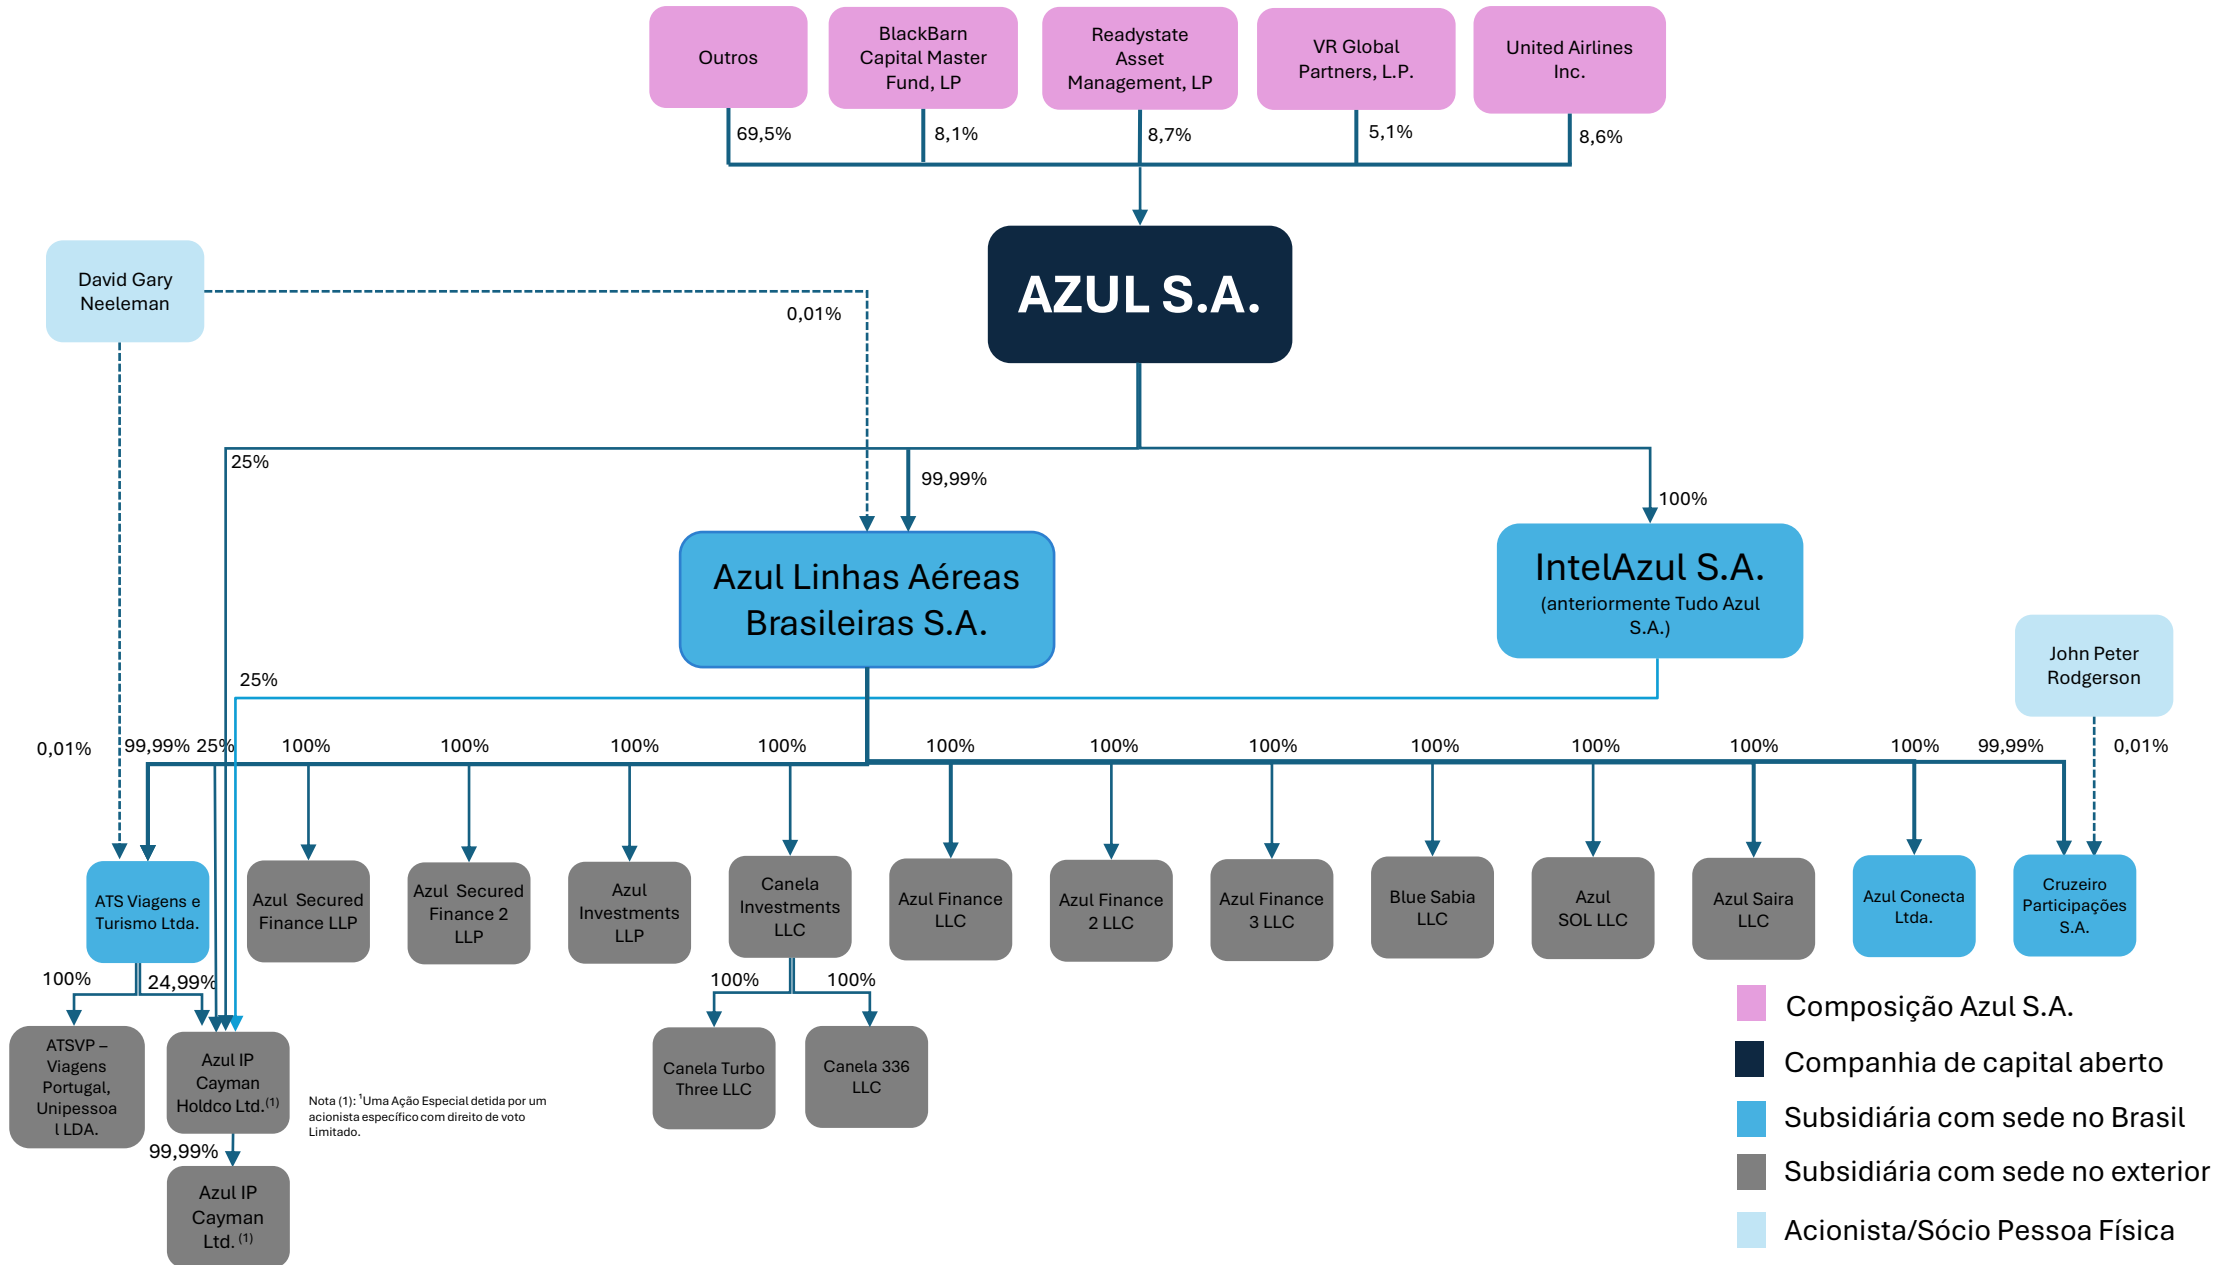 Outros
BlackBarn
Capital Master
Fund, LP
Readystate
Asset
Management, LP
VR Global
Partners, L.P.
United Airlines
Inc.
69,5%
8,1%
8,7%
5,1%
8,6%
AZUL S.A.
David Gary
Neeleman
0,01%
25%
99,99%
100%
Azul Linhas Aéreas
Brasileiras S.A.
IntelAzul S.A.
(anteriormente Tudo Azul
S.A.)
John Peter
Rodgerson
25%
0,01%
99,99%
25%
100%
100%
100%
100%
100%
100%
100%
100%
100%
100%
100%
99,99%
0,01%
ATS Viagens e
Turismo Ltda.
Azul Secured
Finance LLP
Azul Secured
Finance 2
LLP
Azul
Investments
LLP
Canela
Investments
LLC
Azul Finance
LLC
Azul Finance
2 LLC
Azul Finance
3 LLC
Blue Sabia
LLC
Azul
SOL LLC
Azul Saira
LLC
Azul Conecta
Ltda.
Cruzeiro
Participações
S.A.
100%
24,99%
100%
100%
ATSVP –
Viagens
Portugal,
Unipessoa
l LDA.
Azul IP
Cayman
Holdco Ltd.(1)
Nota (1): ¹Uma Ação Especial detida por um
acionista específico com direito de voto
Limitado.
Canela Turbo
Three LLC
Canela 336
LLC
99,99%
Azul IP
Cayman
Ltd. (1)
Composição Azul S.A.
Companhia de capital aberto
Subsidiária com sede no Brasil
Subsidiária com sede no exterior
Acionista/Sócio Pessoa Física